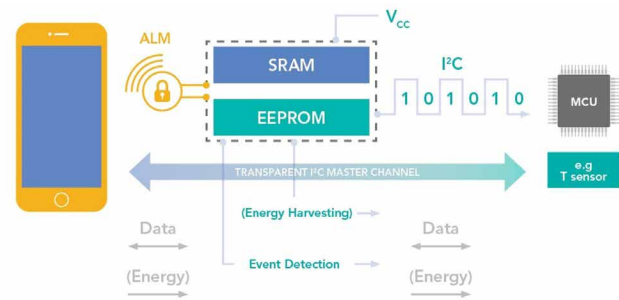 ALM
Vcc
SRAM
I²C
EEPROM
1 0 1 0 1 0
MCU
TRANSPARENT I²C MASTER CHANNEL
e.g
T sensor
(Energy Harvesting)
Data
Data
Event Detection
(Energy)
(Energy)